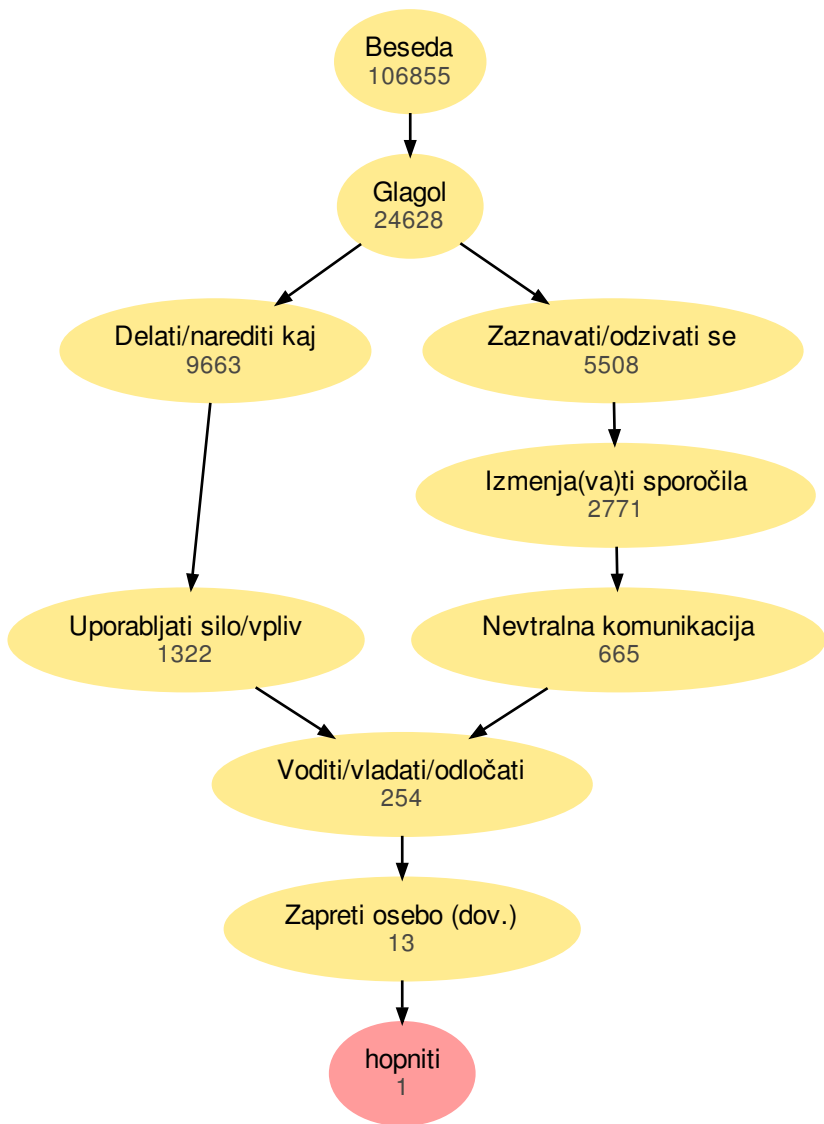 Beseda
106855
Glagol
24628
Delati/narediti kaj
9663
Zaznavati/odzivati se
5508
Izmenja(va)ti sporočila
2771
Uporabljati silo/vpliv
1322
Nevtralna komunikacija
665
Voditi/vladati/odločati
254
Zapreti osebo (dov.)
13
hopniti
1